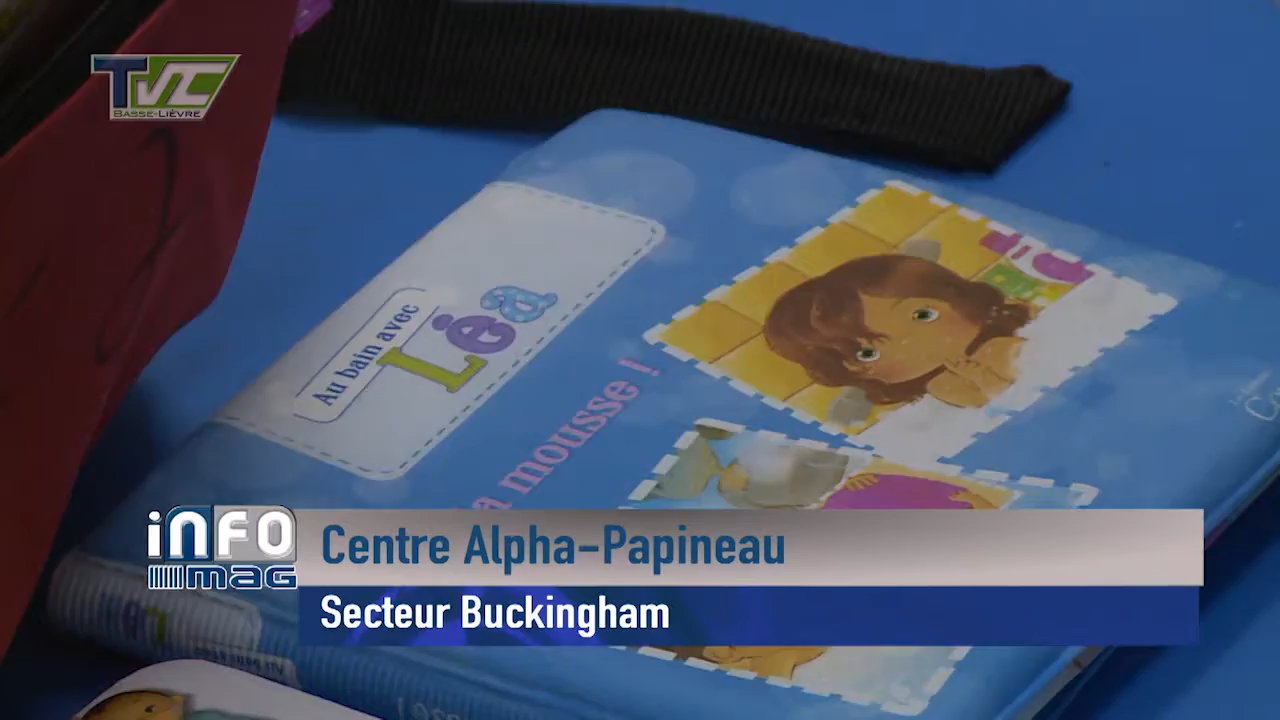 TVC
BASSE-LIÈVRE
Au bain avec
Léa
a mousse !
iNFO
mag
Centre Alpha-Papineau
Secteur Buckingham